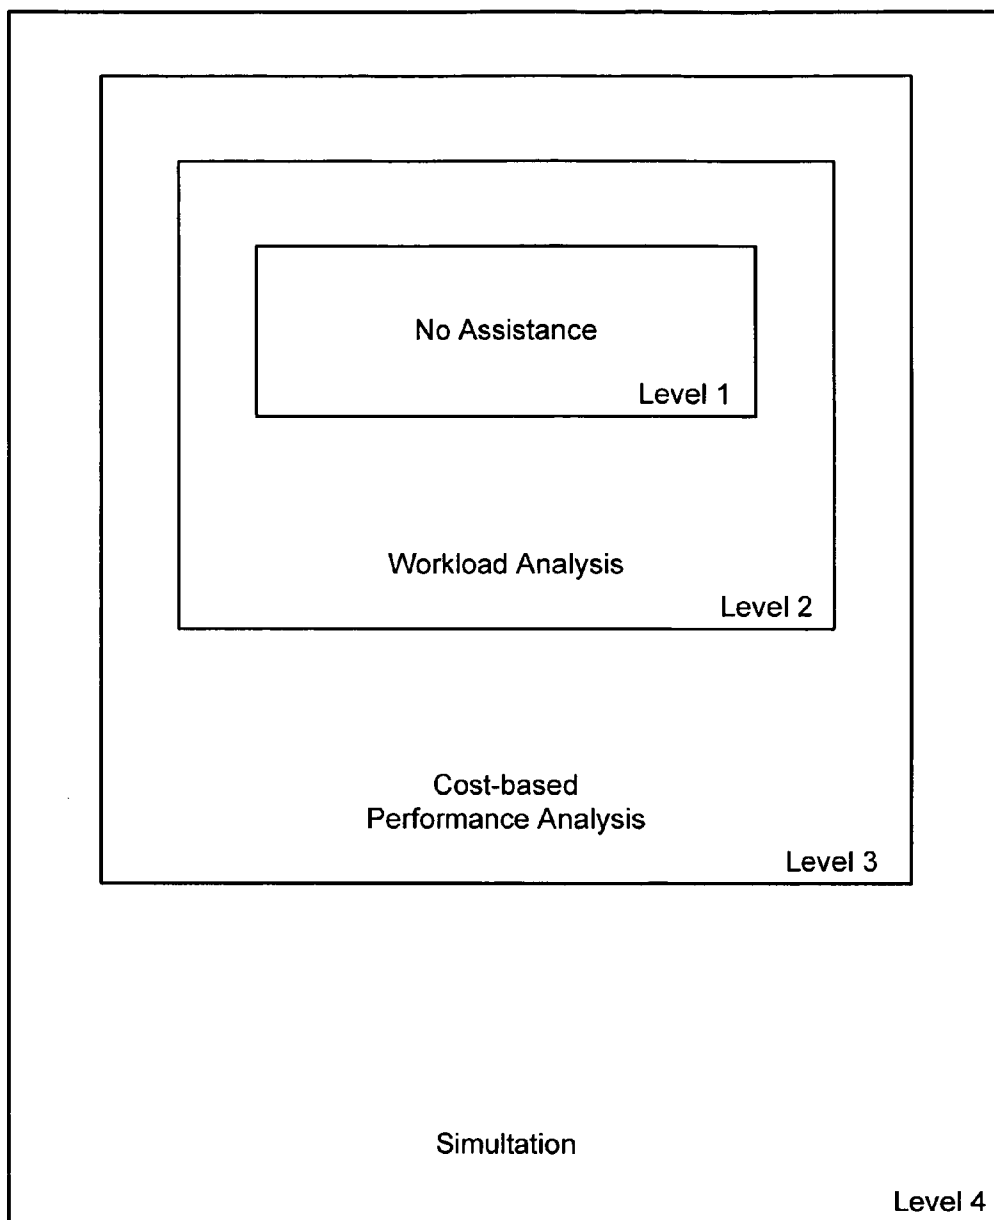 No Assistance
Level 1
Workload Analysis
Level 2
Cost-based
Performance Analysis
Level 3
Simultation
Level 4